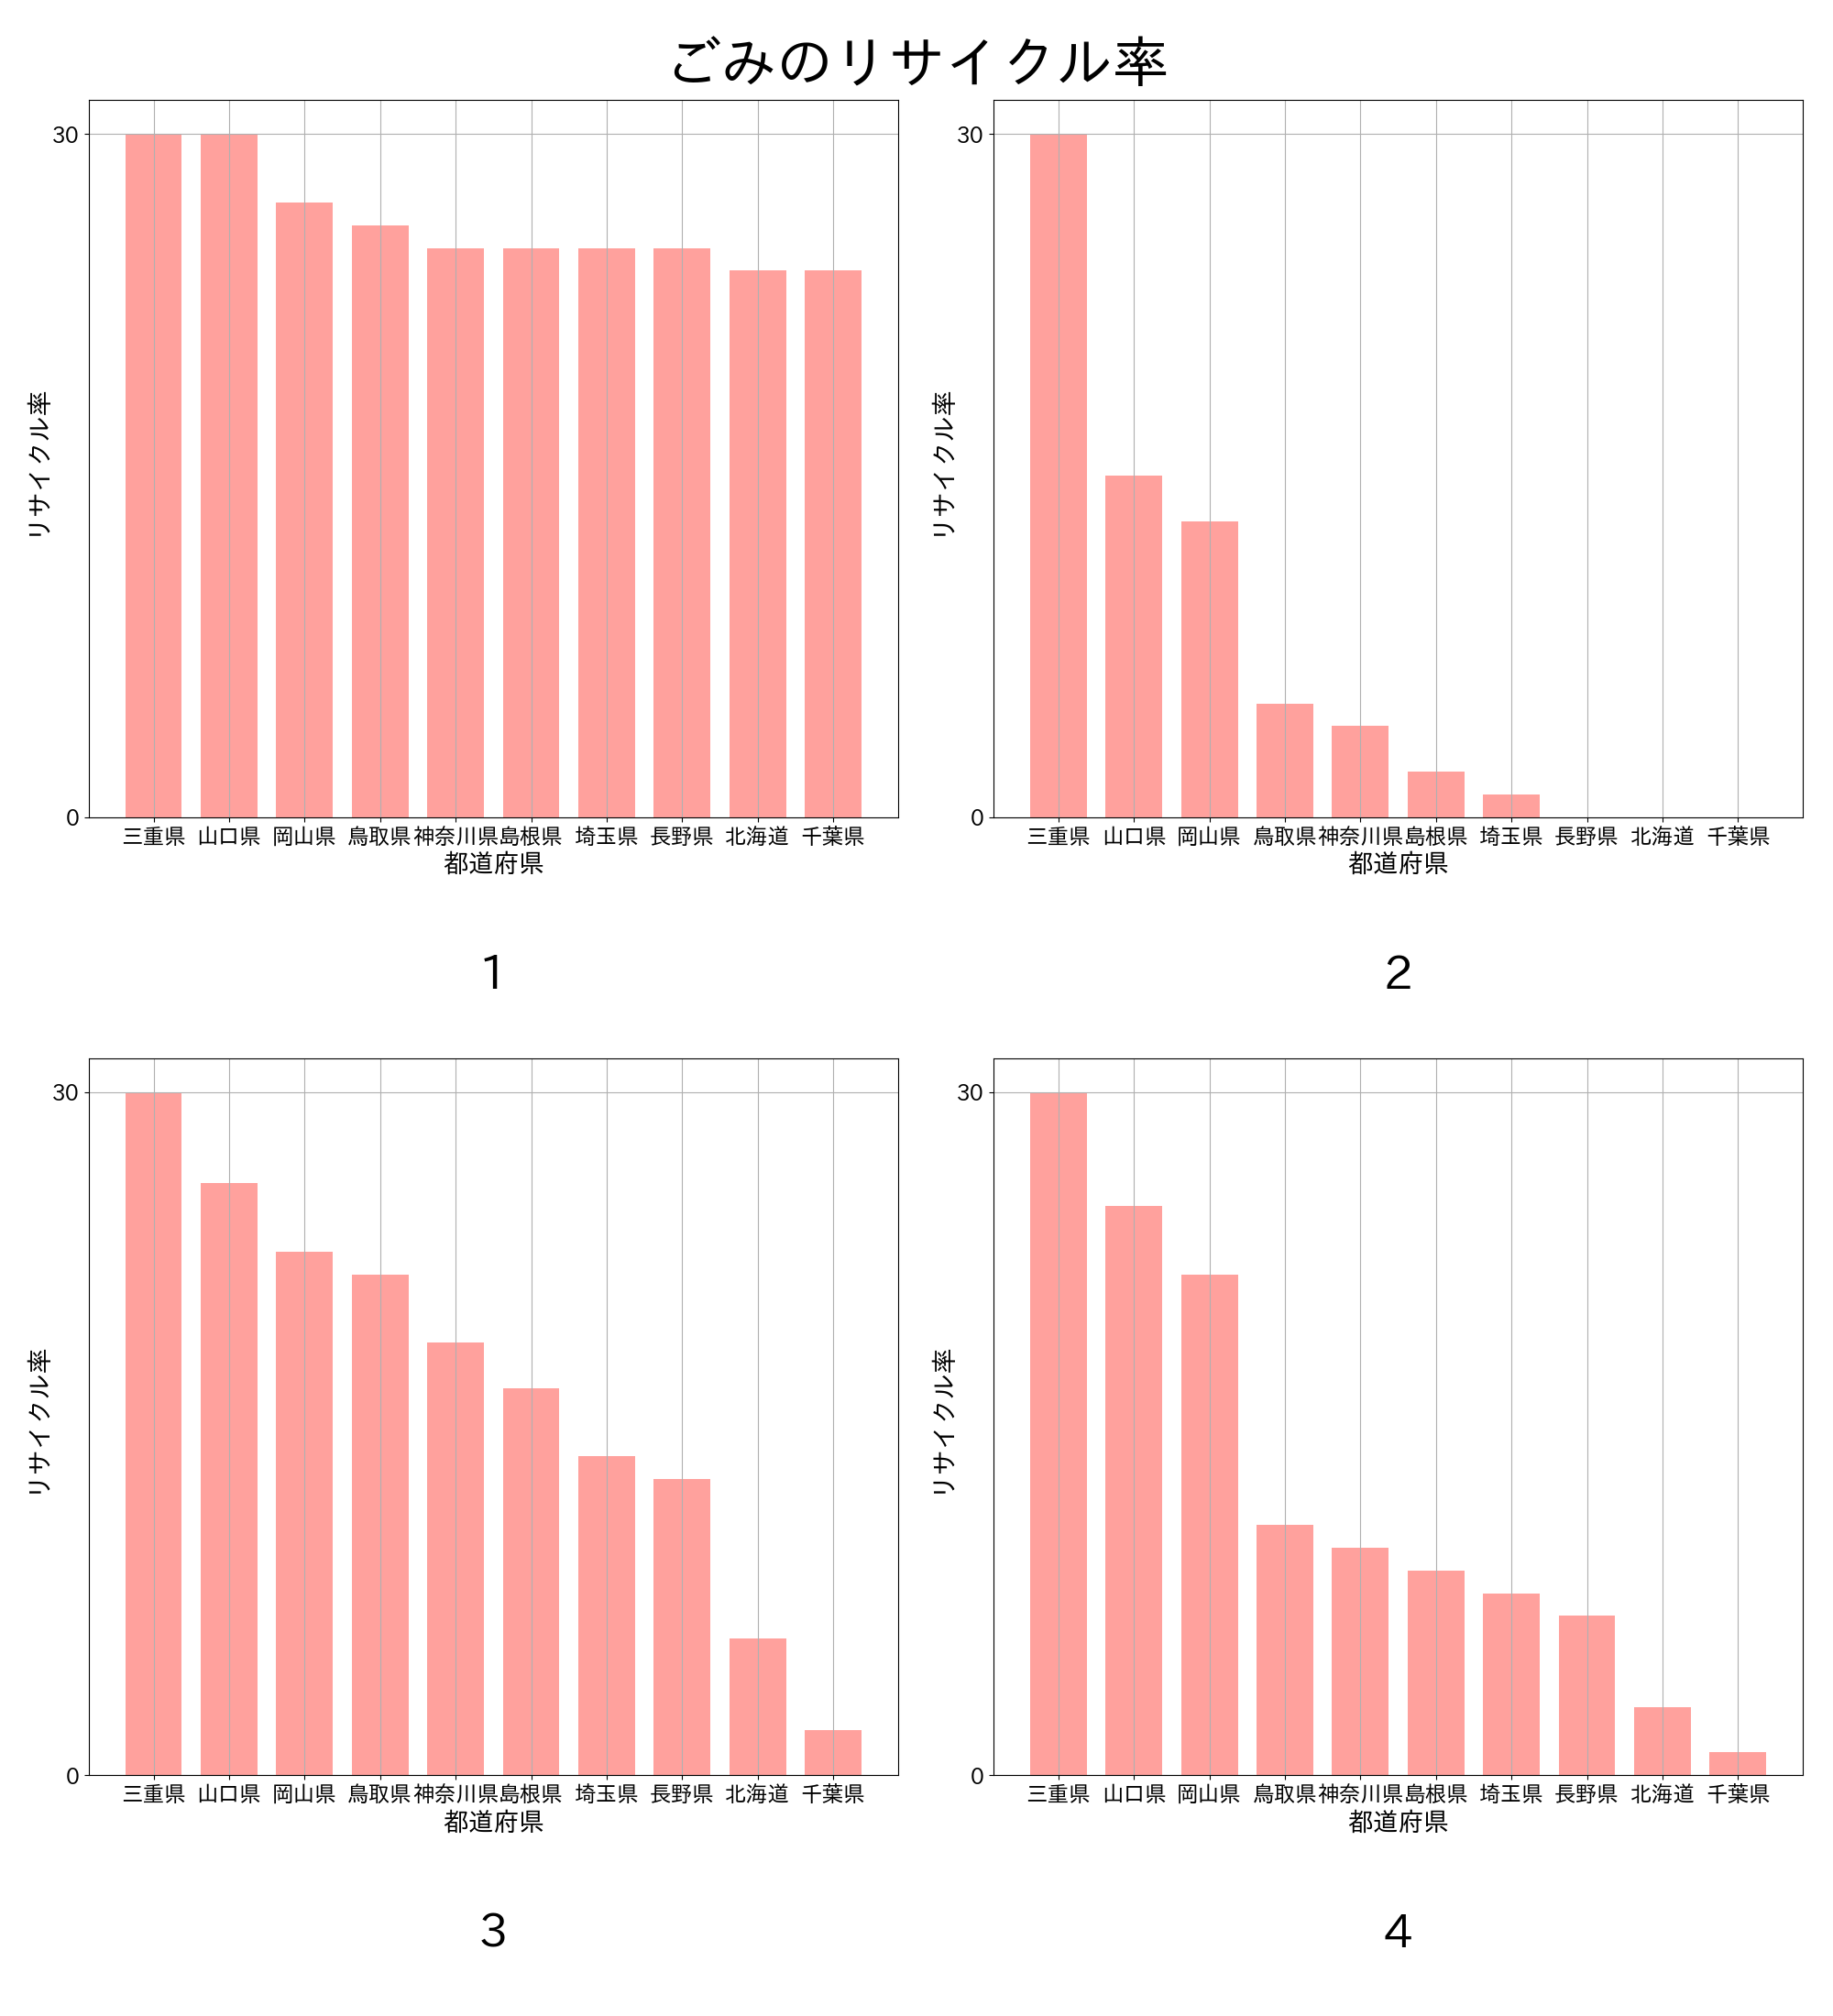 ごみのリサイクル率
30
0
リサイクル率
三重県 山口県 岡山県 鳥取県 神奈川県 島根県 埼玉県 長野県 北海道 千葉県
都道府県
1
30
0
リサイクル率
三重県 山口県 岡山県 鳥取県 神奈川県 島根県 埼玉県 長野県 北海道 千葉県
都道府県
2
30
0
リサイクル率
三重県 山口県 岡山県 鳥取県 神奈川県 島根県 埼玉県 長野県 北海道 千葉県
都道府県
3
30
0
リサイクル率
三重県 山口県 岡山県 鳥取県 神奈川県 島根県 埼玉県 長野県 北海道 千葉県
都道府県
4